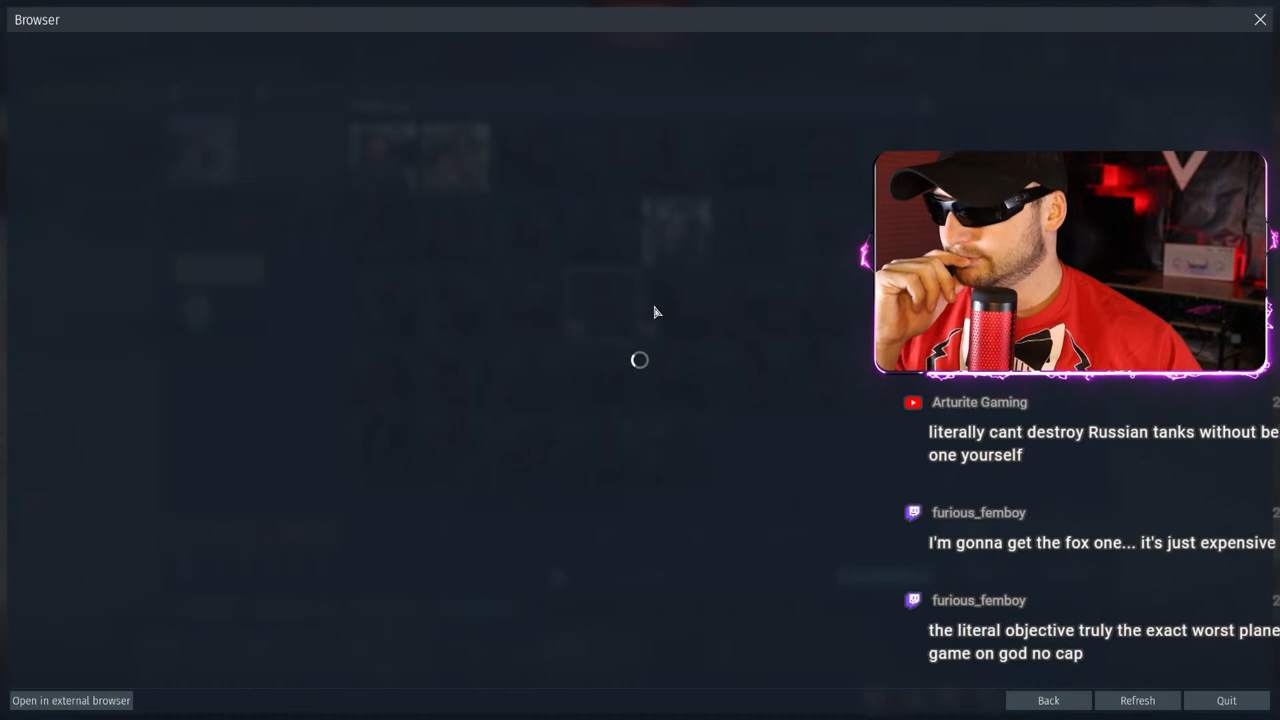 Browser
Arturite Gaming
literally cant destroy Russian tanks without be
one yourself
furious_femboy
I'm gonna get the fox one... it's just expensive
furious_femboy
the literal objective truly the exact worst plane
game on god no cap
Open in external browser
Back
Refresh
Quit